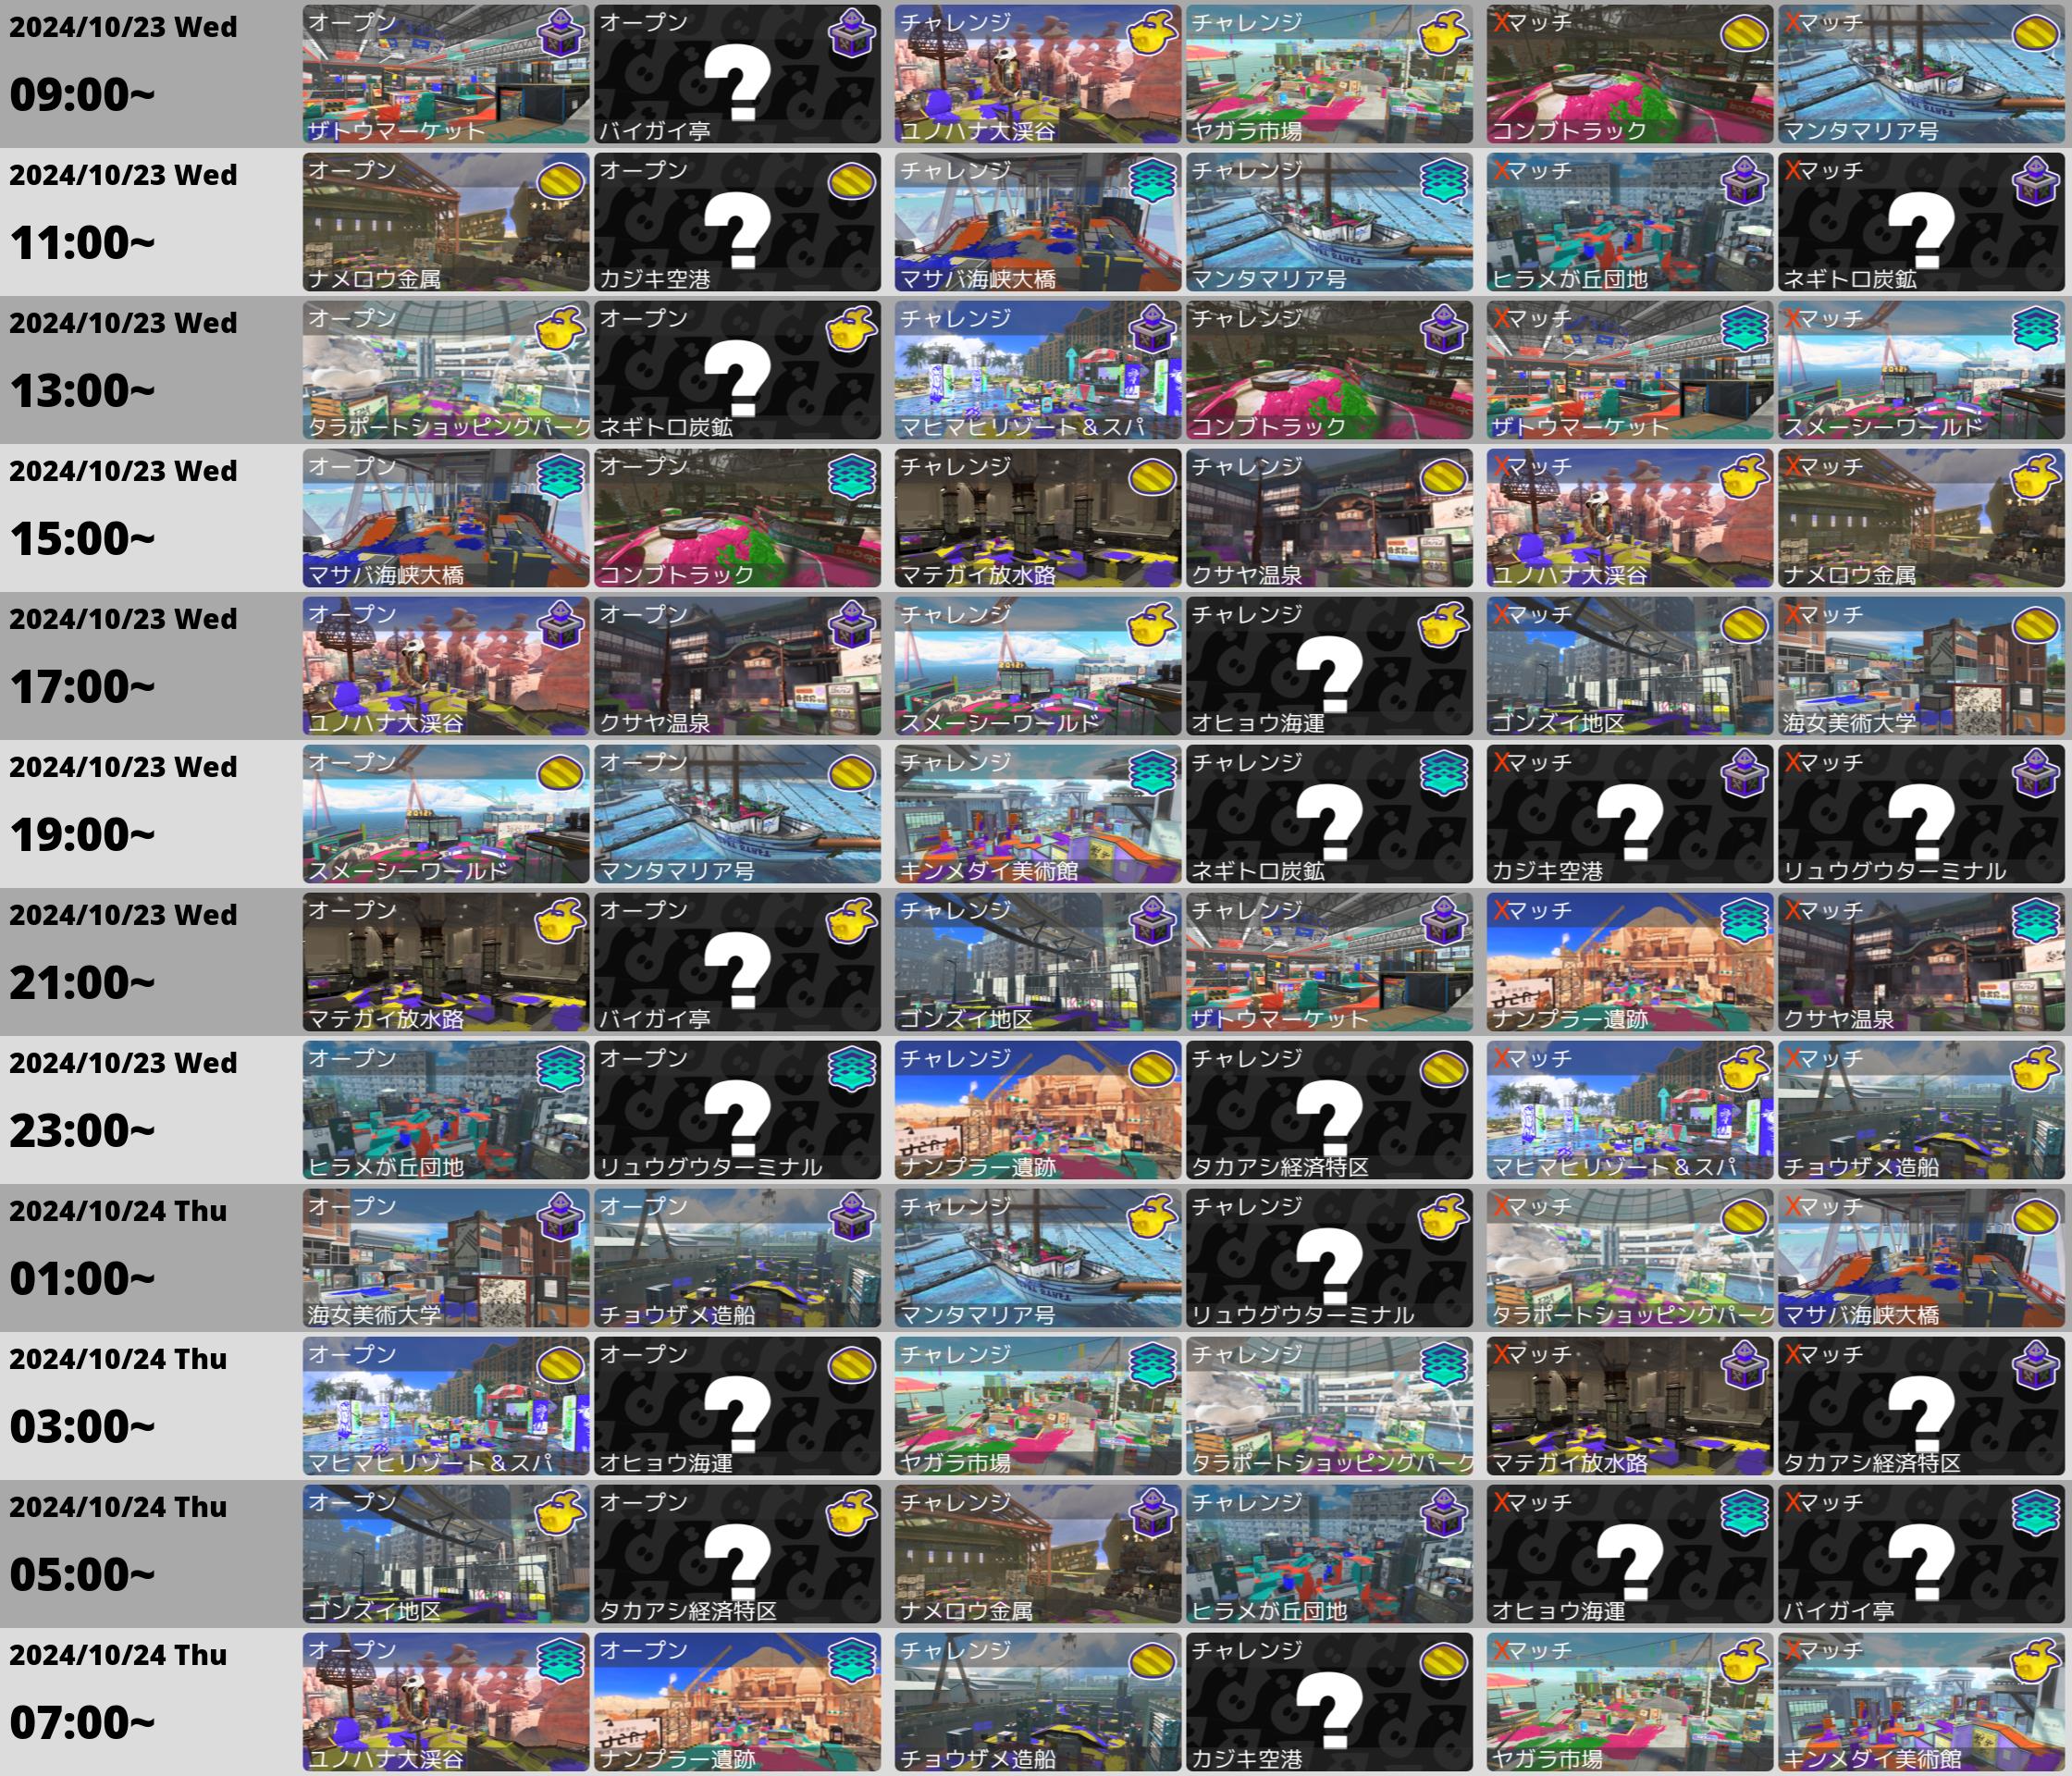 2024/10/23 Wed
09:00~
オープン オープン チャレンジ チャレンジ Xマッチ Xマッチ
ザトウマーケット バイガイ亭 ユノハナ大渓谷 ヤガラ市場 コンブトラック マンタマリア号
2024/10/23 Wed
11:00~
オープン オープン チャレンジ チャレンジ Xマッチ Xマッチ
ナメロウ金属 カジキ空港 マサバ海峡大橋 マンタマリア号 ヒラメが丘団地 ネギトロ炭鉱
2024/10/23 Wed
13:00~
オープン オープン チャレンジ チャレンジ Xマッチ Xマッチ
タラポートショッピングパーク ネギトロ炭鉱 マヒマヒリゾート＆スパ コンブトラック ザトウマーケット スメーシーワールド
2024/10/23 Wed
15:00~
オープン オープン チャレンジ チャレンジ Xマッチ Xマッチ
マサバ海峡大橋 コンブトラック マテガイ放水路 クサヤ温泉 ユノハナ大渓谷 ナメロウ金属
2024/10/23 Wed
17:00~
オープン オープン チャレンジ チャレンジ Xマッチ Xマッチ
ユノハナ大渓谷 クサヤ温泉 スメーシーワールド オヒョウ海運 ゴンズイ地区 海女美術大学
2024/10/23 Wed
19:00~
オープン オープン チャレンジ チャレンジ Xマッチ Xマッチ
スメーシーワールド マンタマリア号 キンメダイ美術館 ネギトロ炭鉱 カジキ空港 リュウグウターミナル
2024/10/23 Wed
21:00~
オープン オープン チャレンジ チャレンジ Xマッチ Xマッチ
マテガイ放水路 バイガイ亭 ゴンズイ地区 ザトウマーケット ナンプラー遺跡 クサヤ温泉
2024/10/23 Wed
23:00~
オープン オープン チャレンジ チャレンジ Xマッチ Xマッチ
ヒラメが丘団地 リュウグウターミナル ナンプラー遺跡 タカアシ経済特区 マヒマヒリゾート＆スパ チョウザメ造船
2024/10/24 Thu
01:00~
オープン オープン チャレンジ チャレンジ Xマッチ Xマッチ
海女美術大学 チョウザメ造船 マンタマリア号 リュウグウターミナル タラポートショッピングパーク マサバ海峡大橋
2024/10/24 Thu
03:00~
オープン オープン チャレンジ チャレンジ Xマッチ Xマッチ
マヒマヒリゾート＆スパ オヒョウ海運 ヤガラ市場 タラポートショッピングパーク マテガイ放水路 タカアシ経済特区
2024/10/24 Thu
05:00~
オープン オープン チャレンジ チャレンジ Xマッチ Xマッチ
ゴンズイ地区 タカアシ経済特区 ナメロウ金属 ヒラメが丘団地 オヒョウ海運 バイガイ亭
2024/10/24 Thu
07:00~
オープン オープン チャレンジ チャレンジ Xマッチ Xマッチ
ユノハナ大渓谷 ナンプラー遺跡 チョウザメ造船 カジキ空港 ヤガラ市場 キンメダイ美術館